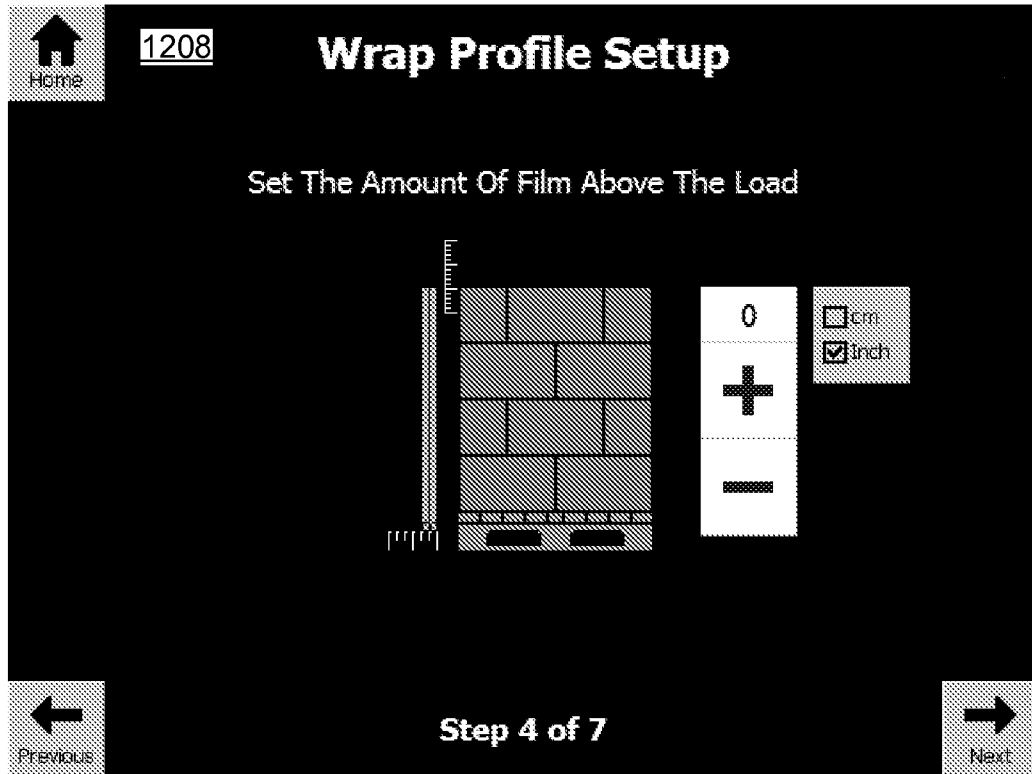 Home
1208
Wrap Profile Setup
Set The Amount Of Film Above The Load
0
cm
Inch
Previous
Step 4 of 7
Next